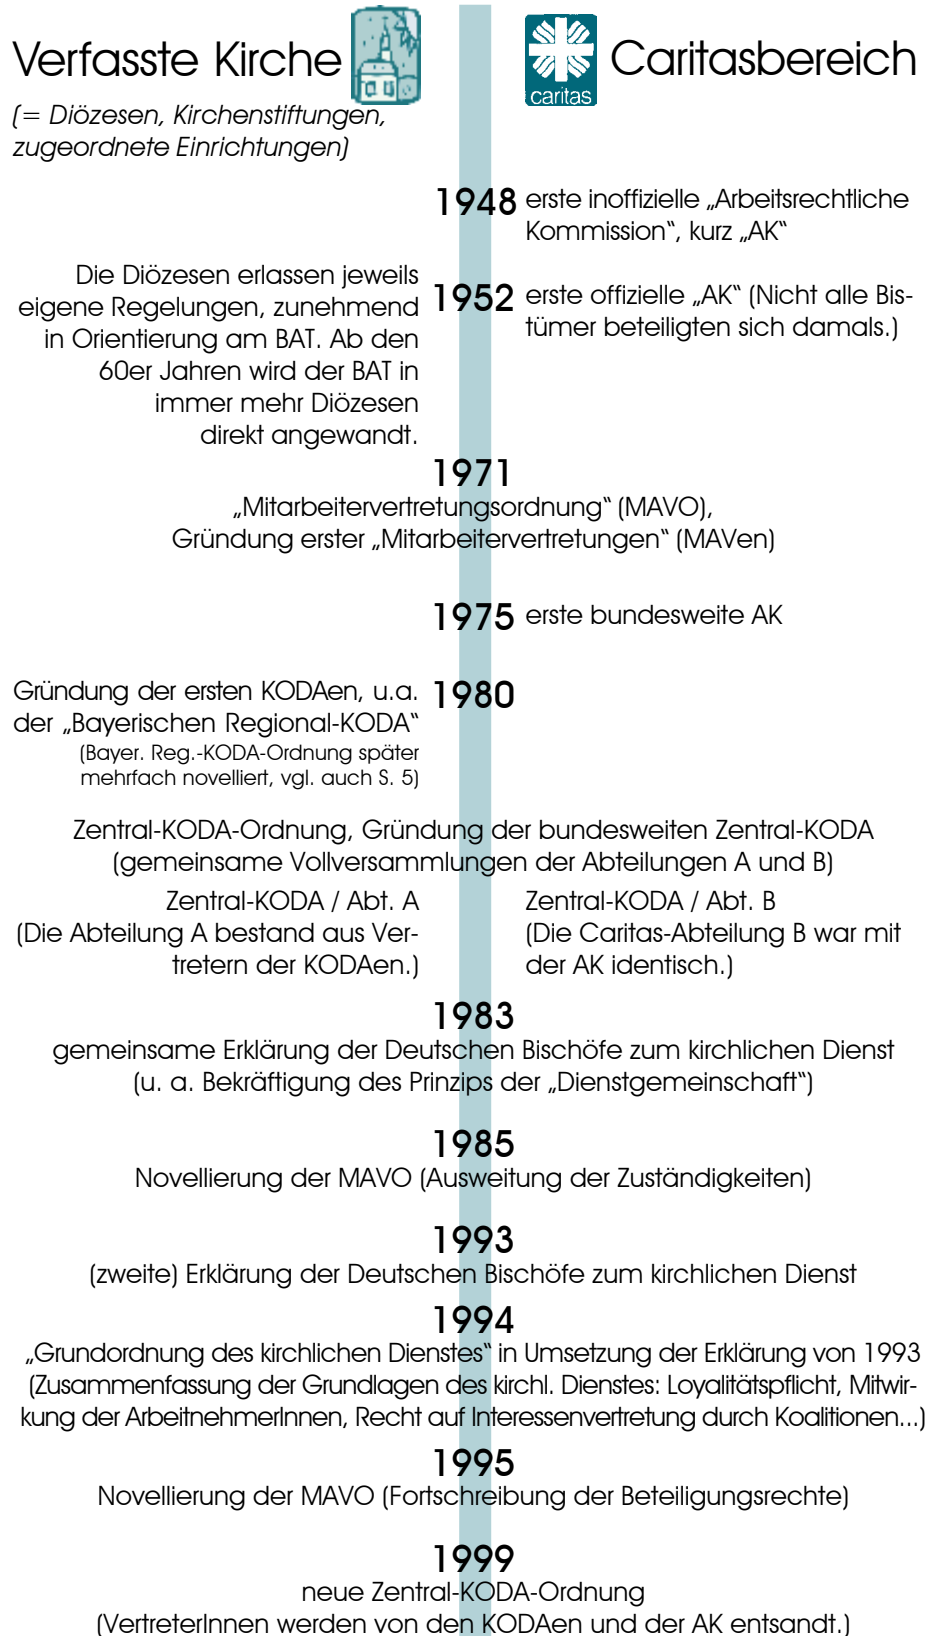 Verfasste Kirche
(= Diözesen, Kirchenstiftungen,
zugeordnete Einrichtungen)
caritas
Caritasbereich
1948 erste inoffizielle „Arbeitsrechtliche
Kommission“, kurz „AK“
Die Diözesen erlassen jeweils
eigene Regelungen, zunehmend
in Orientierung am BAT. Ab den
60er Jahren wird der BAT in
immer mehr Diözesen
direkt angewandt.
1952 erste offizielle „AK“ (Nicht alle Bis-
tümer beteiligten sich damals.)
1971
„Mitarbeitervertretungsordnung“ (MAVO),
Gründung erster „Mitarbeitervertretungen“ (MAVen)
1975 erste bundesweite AK
Gründung der ersten KODAen, u.a. 1980
der „Bayerischen Regional-KODA“
(Bayer. Reg.-KODA-Ordnung später
mehrfach novelliert, vgl. auch S. 5)
Zentral-KODA-Ordnung, Gründung der bundesweiten Zentral-KODA
(gemeinsame Vollversammlungen der Abteilungen A und B)
Zentral-KODA / Abt. A
(Die Abteilung A bestand aus Ver-
tretern der KODAen.)
Zentral-KODA / Abt. B
(Die Caritas-Abteilung B war mit
der AK identisch.)
1983
gemeinsame Erklärung der Deutschen Bischöfe zum kirchlichen Dienst
(u. a. Bekräftigung des Prinzips der „Dienstgemeinschaft“)
1985
Novellierung der MAVO (Ausweitung der Zuständigkeiten)
1993
(zweite) Erklärung der Deutschen Bischöfe zum kirchlichen Dienst
1994
„Grundordnung des kirchlichen Dienstes“ in Umsetzung der Erklärung von 1993
(Zusammenfassung der Grundlagen des kirchl. Dienstes: Loyalitätspflicht, Mitwir-
kung der ArbeitnehmerInnen, Recht auf Interessenvertretung durch Koalitionen...)
1995
Novellierung der MAVO (Fortschreibung der Beteiligungsrechte)
1999
neue Zentral-KODA-Ordnung
(VertreterInnen werden von den KODAen und der AK entsandt.)